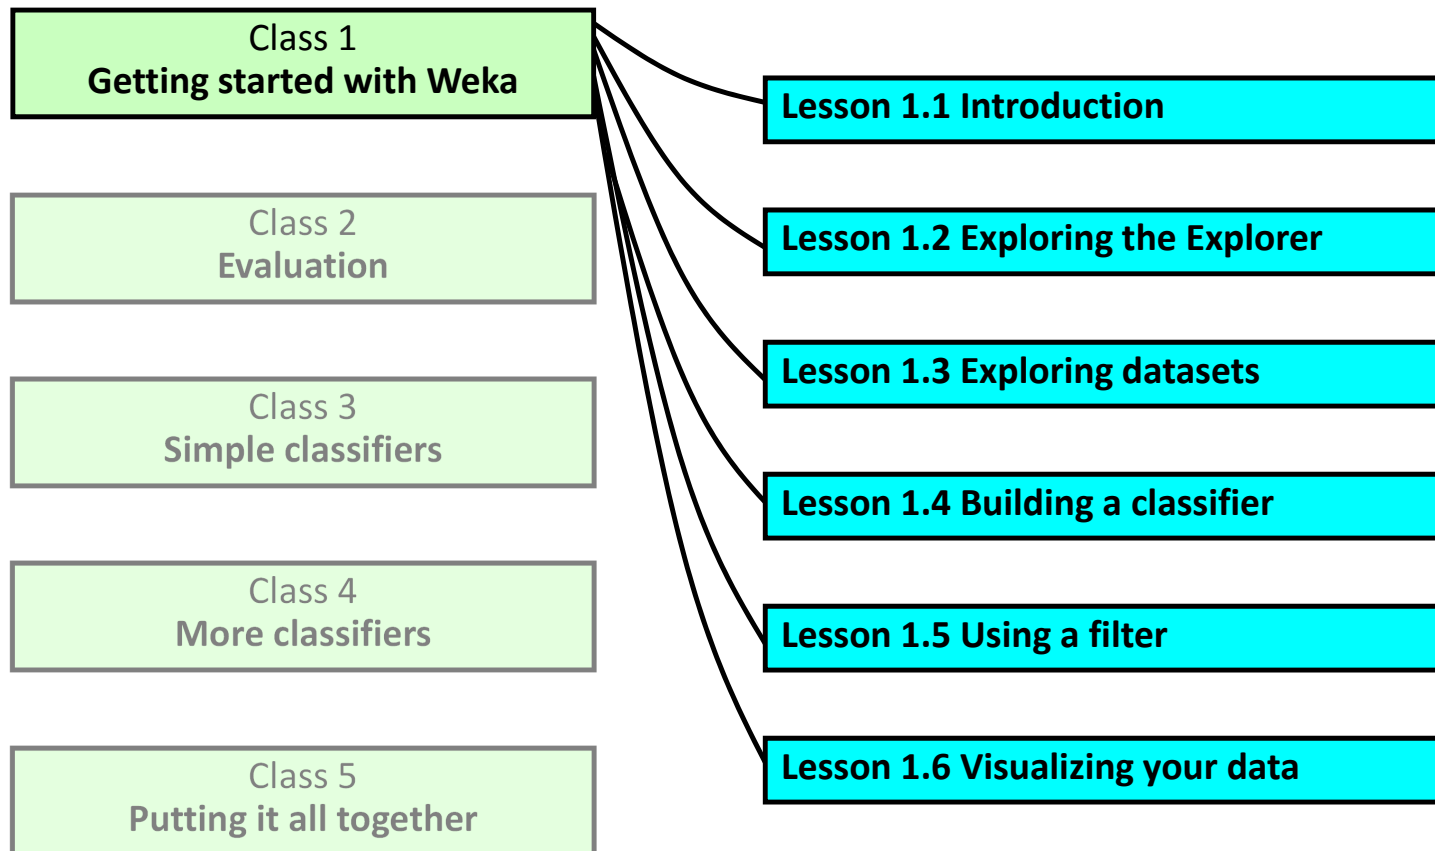 Class 1
Getting started with Weka
Class 2
Evaluation
Class 3
Simple classifiers
Class 4
More classifiers
Class 5
Putting it all together
Lesson 1.1 Introduction
Lesson 1.2 Exploring the Explorer
Lesson 1.3 Exploring datasets
Lesson 1.4 Building a classifier
Lesson 1.5 Using a filter
Lesson 1.6 Visualizing your data